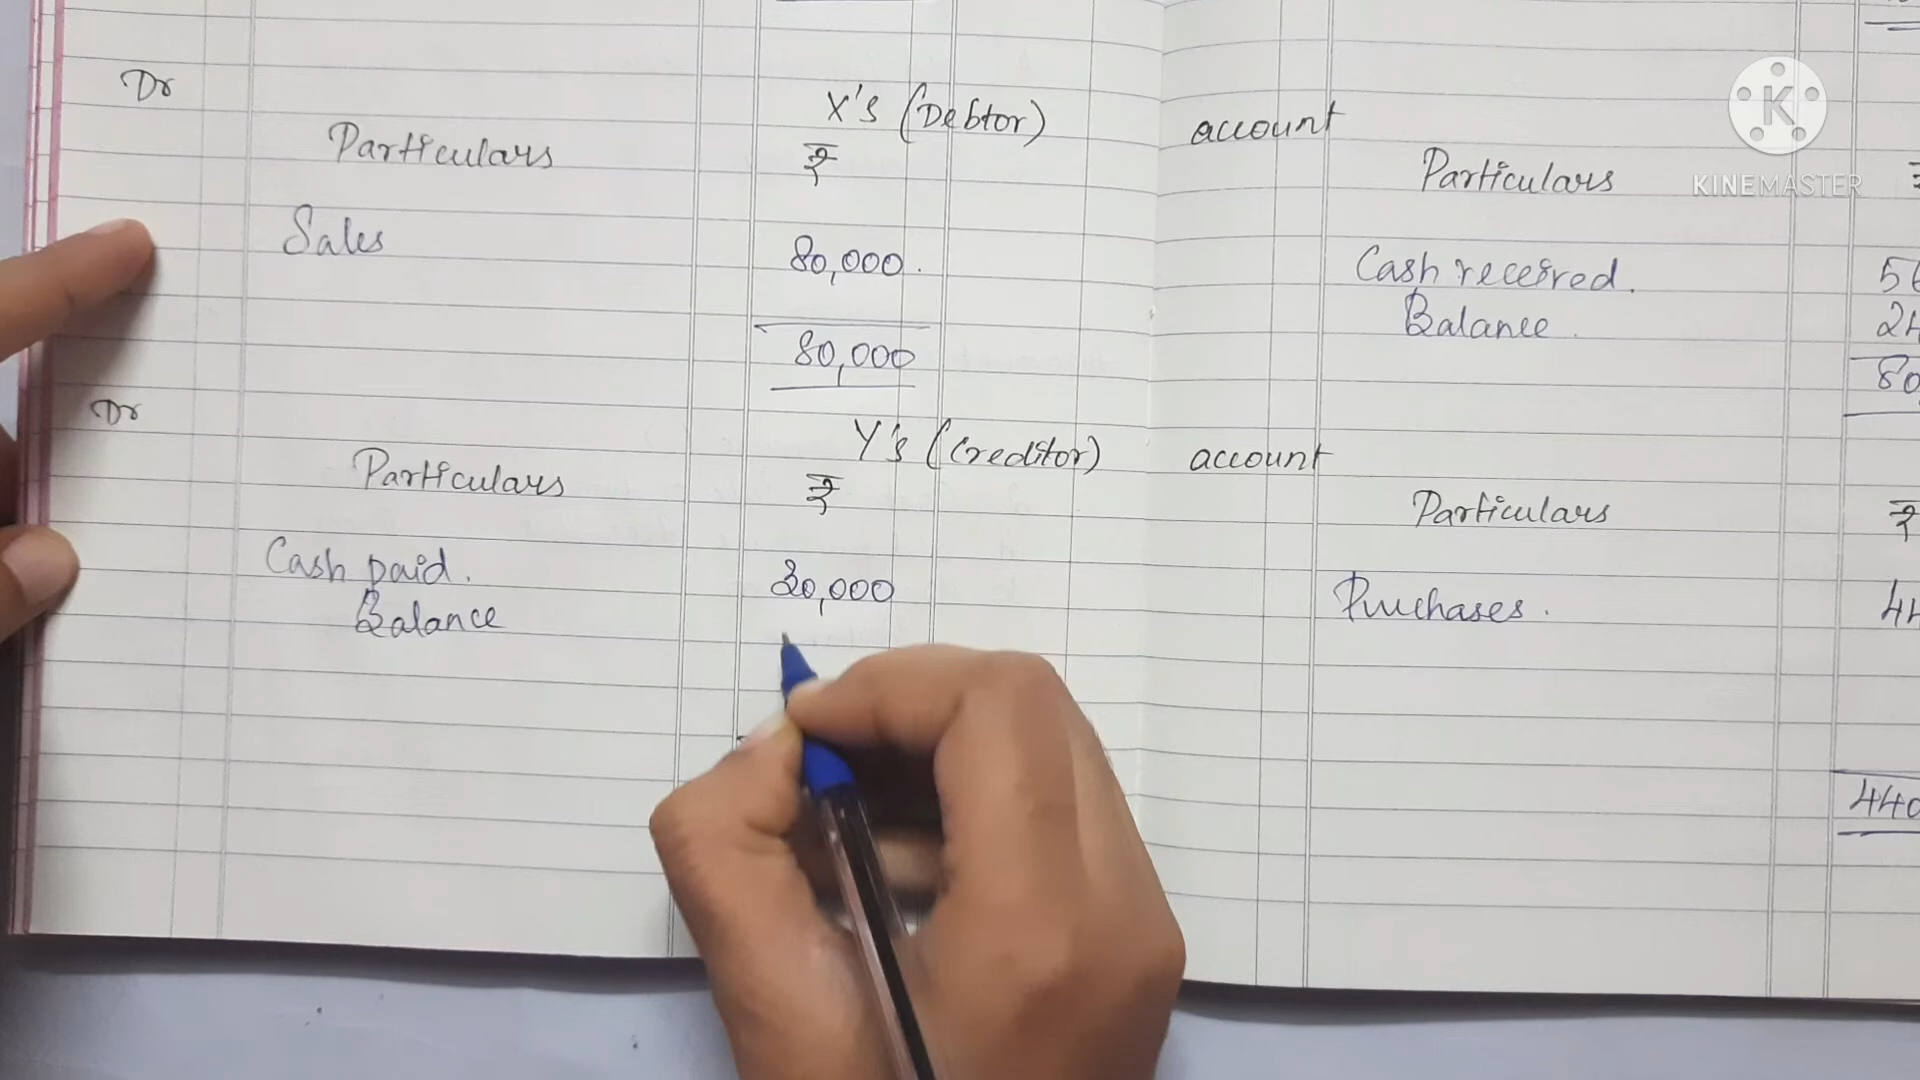 Dr
X's (Debtor) account
Particulars ₹ Particulars
KINEMASTER
Sales 80,000. Cash received.
Balance.
80,000
Dr
Y's (Creditor) account
Particulars ₹ Particulars ₹
Cash paid. 20,000 Purchases.
Balance